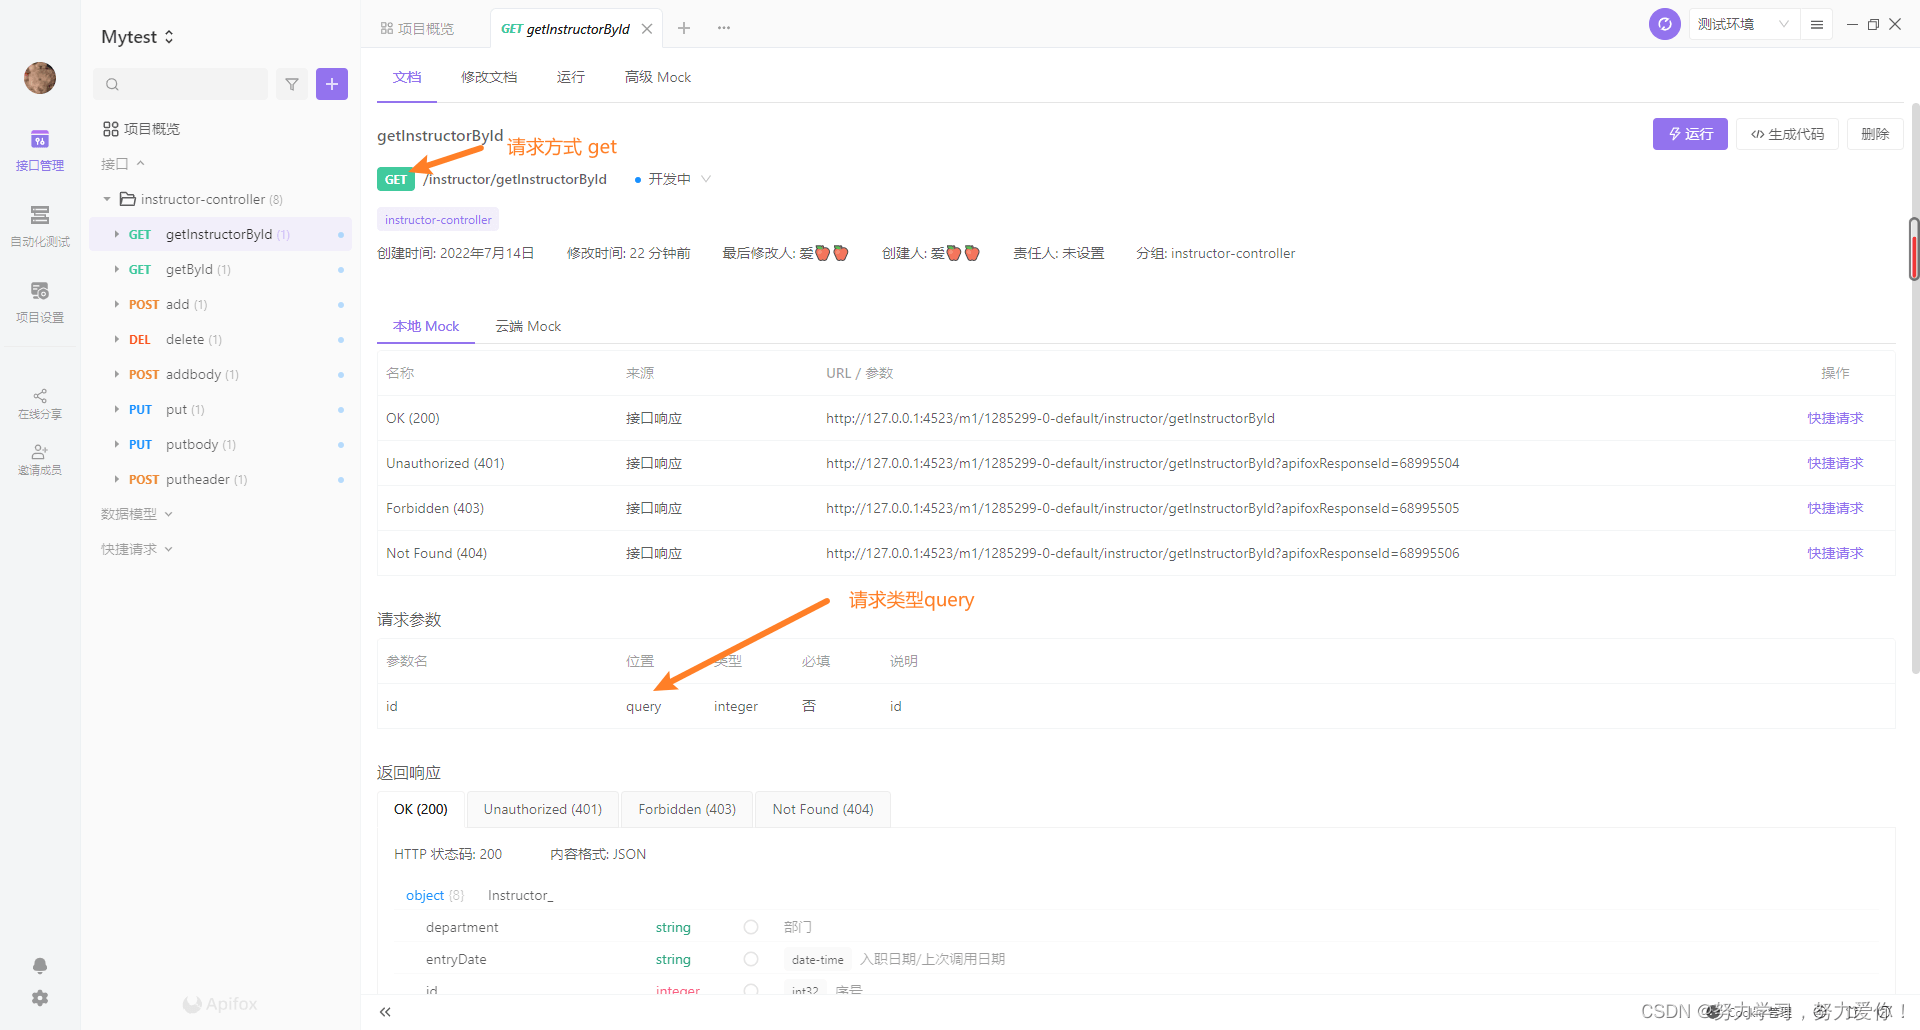 Mytest
项目概览
GET getInstructorById
测试环境
接口管理
自动化测试
项目设置
在线分享
邀请成员
项目概览
接口
instructor-controller (8)
GET getInstructorById (1)
GET getById (1)
POST add (1)
DEL delete (1)
POST addbody (1)
PUT put (1)
PUT putbody (1)
POST putheader (1)
数据模型
快捷请求
Apifox
文档 修改文档 运行 高级 Mock
getInstructorById
请求方式 get
运行 生成代码 删除
GET /instructor/getInstructorById 开发中
instructor-controller
创建时间: 2022年7月14日 修改时间: 22 分钟前 最后修改人: 爱🍎🍎 创建人: 爱🍎🍎 责任人: 未设置 分组: instructor-controller
本地 Mock 云端 Mock
名称 来源 URL / 参数 操作
OK (200) 接口响应 http://127.0.0.1:4523/m1/1285299-0-default/instructor/getInstructorById 快捷请求
Unauthorized (401) 接口响应 http://127.0.0.1:4523/m1/1285299-0-default/instructor/getInstructorById?apifoxResponseId=68995504 快捷请求
Forbidden (403) 接口响应 http://127.0.0.1:4523/m1/1285299-0-default/instructor/getInstructorById?apifoxResponseId=68995505 快捷请求
Not Found (404) 接口响应 http://127.0.0.1:4523/m1/1285299-0-default/instructor/getInstructorById?apifoxResponseId=68995506 快捷请求
请求类型query
请求参数
参数名 位置 类型 必填 说明
id query integer 否 id
返回响应
OK (200) Unauthorized (401) Forbidden (403) Not Found (404)
HTTP 状态码: 200 内容格式: JSON
object {8} Instructor_
department string 部门
entryDate string date-time 入职日期/上次调用日期
id integer int32 序号
CSDN @努力学习，努力爱你！